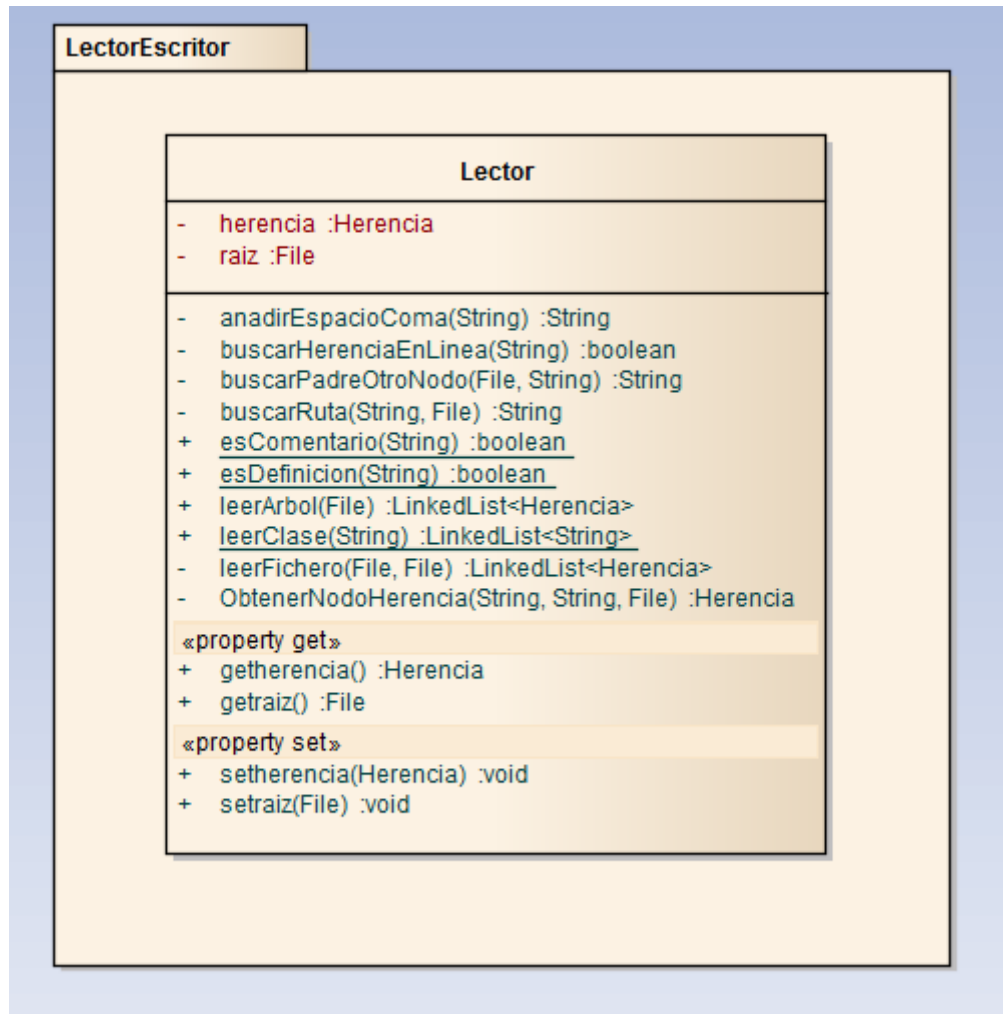 LectorEscritor
Lector
- herencia :Herencia
- raiz :File
- anadirEspacioComa(String) :String
- buscarHerenciaEnLinea(String) :boolean
- buscarPadreOtroNodo(File, String) :String
- buscarRuta(String, File) :String
+ esComentario(String) :boolean
+ esDefinicion(String) :boolean
+ leerArbol(File) :LinkedList<Herencia>
+ leerClase(String) :LinkedList<String>
- leerFichero(File, File) :LinkedList<Herencia>
- ObtenerNodoHerencia(String, String, File) :Herencia
«property get»
+ getherencia() :Herencia
+ getraiz() :File
«property set»
+ setherencia(Herencia) :void
+ setraiz(File) :void